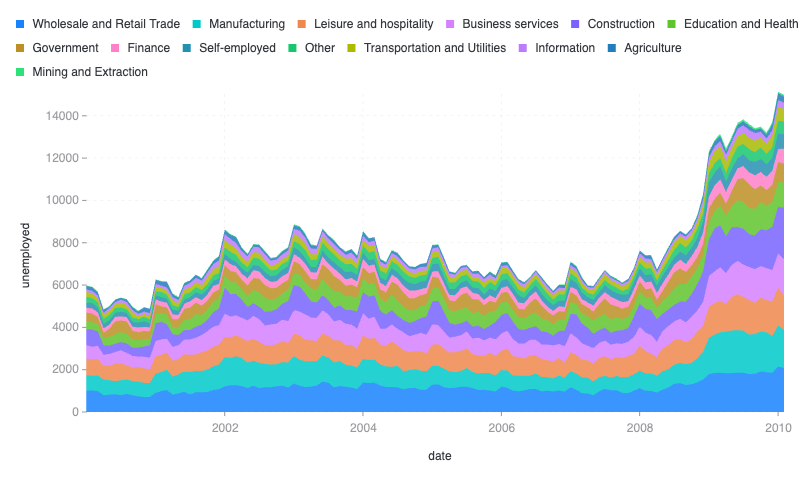 Wholesale and Retail Trade Manufacturing Leisure and hospitality Business services Construction Education and Health
Government Finance Self-employed Other Transportation and Utilities Information Agriculture
Mining and Extraction
14000
12000
10000
8000
6000
4000
2000
0
unemployed
2002 2004 2006 2008 2010
date